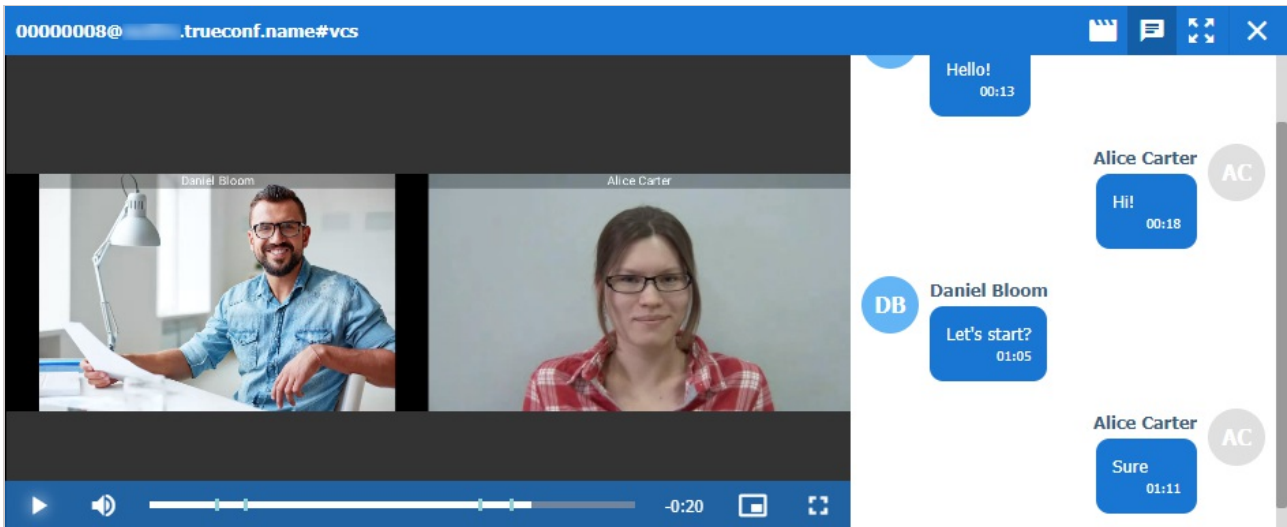 00000008@ .trueconf.name#vcs
Daniel Bloom
Alice Carter
-0:20
Hello!
00:13
Alice Carter
AC
Hi!
00:18
DB
Daniel Bloom
Let's start?
01:05
Alice Carter
AC
Sure
01:11